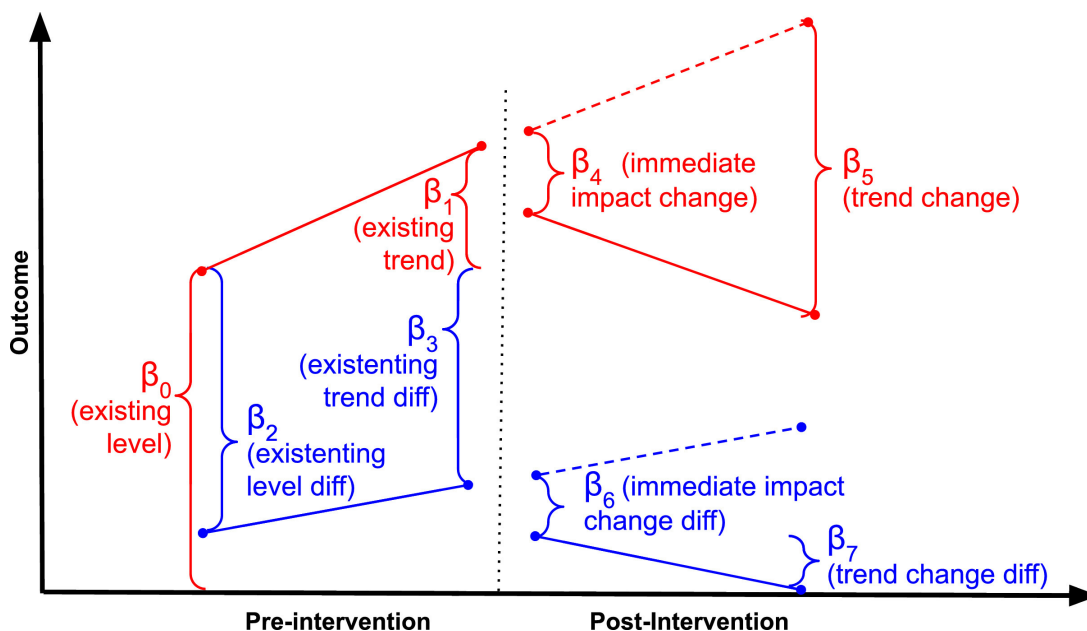 Outcome
β0
(existing
level)
β2
(existenting
level diff)
β1
(existing
trend)
β3
(existenting
trend diff)
β4 (immediate
impact change)
β5
(trend change)
β6 (immediate impact
change diff)
β7
(trend change diff)
Pre-intervention
Post-Intervention